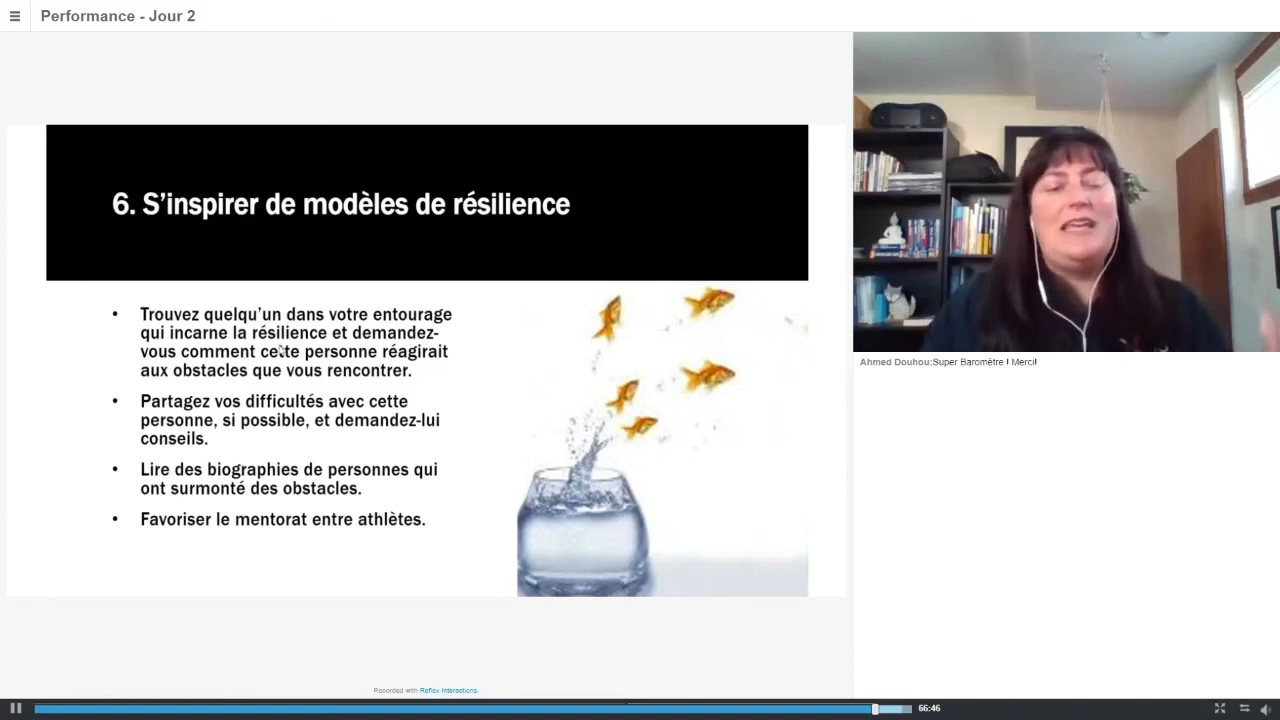 Performance - Jour 2
6. S'inspirer de modèles de résilience
• Trouvez quelqu'un dans votre entourage
qui incarne la résilience et demandez-
vous comment cette personne réagirait
aux obstacles que vous rencontrer.
• Partagez vos difficultés avec cette
personne, si possible, et demandez-lui
conseils.
• Lire des biographies de personnes qui
ont surmonté des obstacles.
• Favoriser le mentorat entre athlètes.
Ahmed Douhou:Super Baromètre ! Merci!
Recorded with Reflex Interactions.
66:46